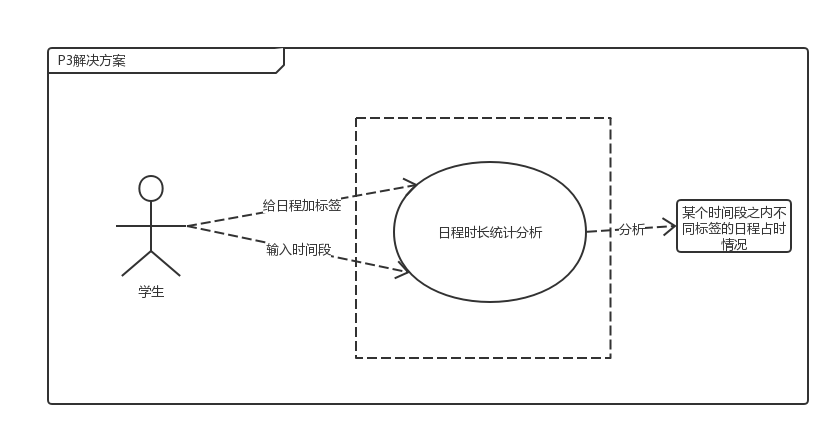 P3解决方案
给日程加标签
输入时间段
学生
日程时长统计分析
分析
某个时间段之内不
同标签的日程占时
情况